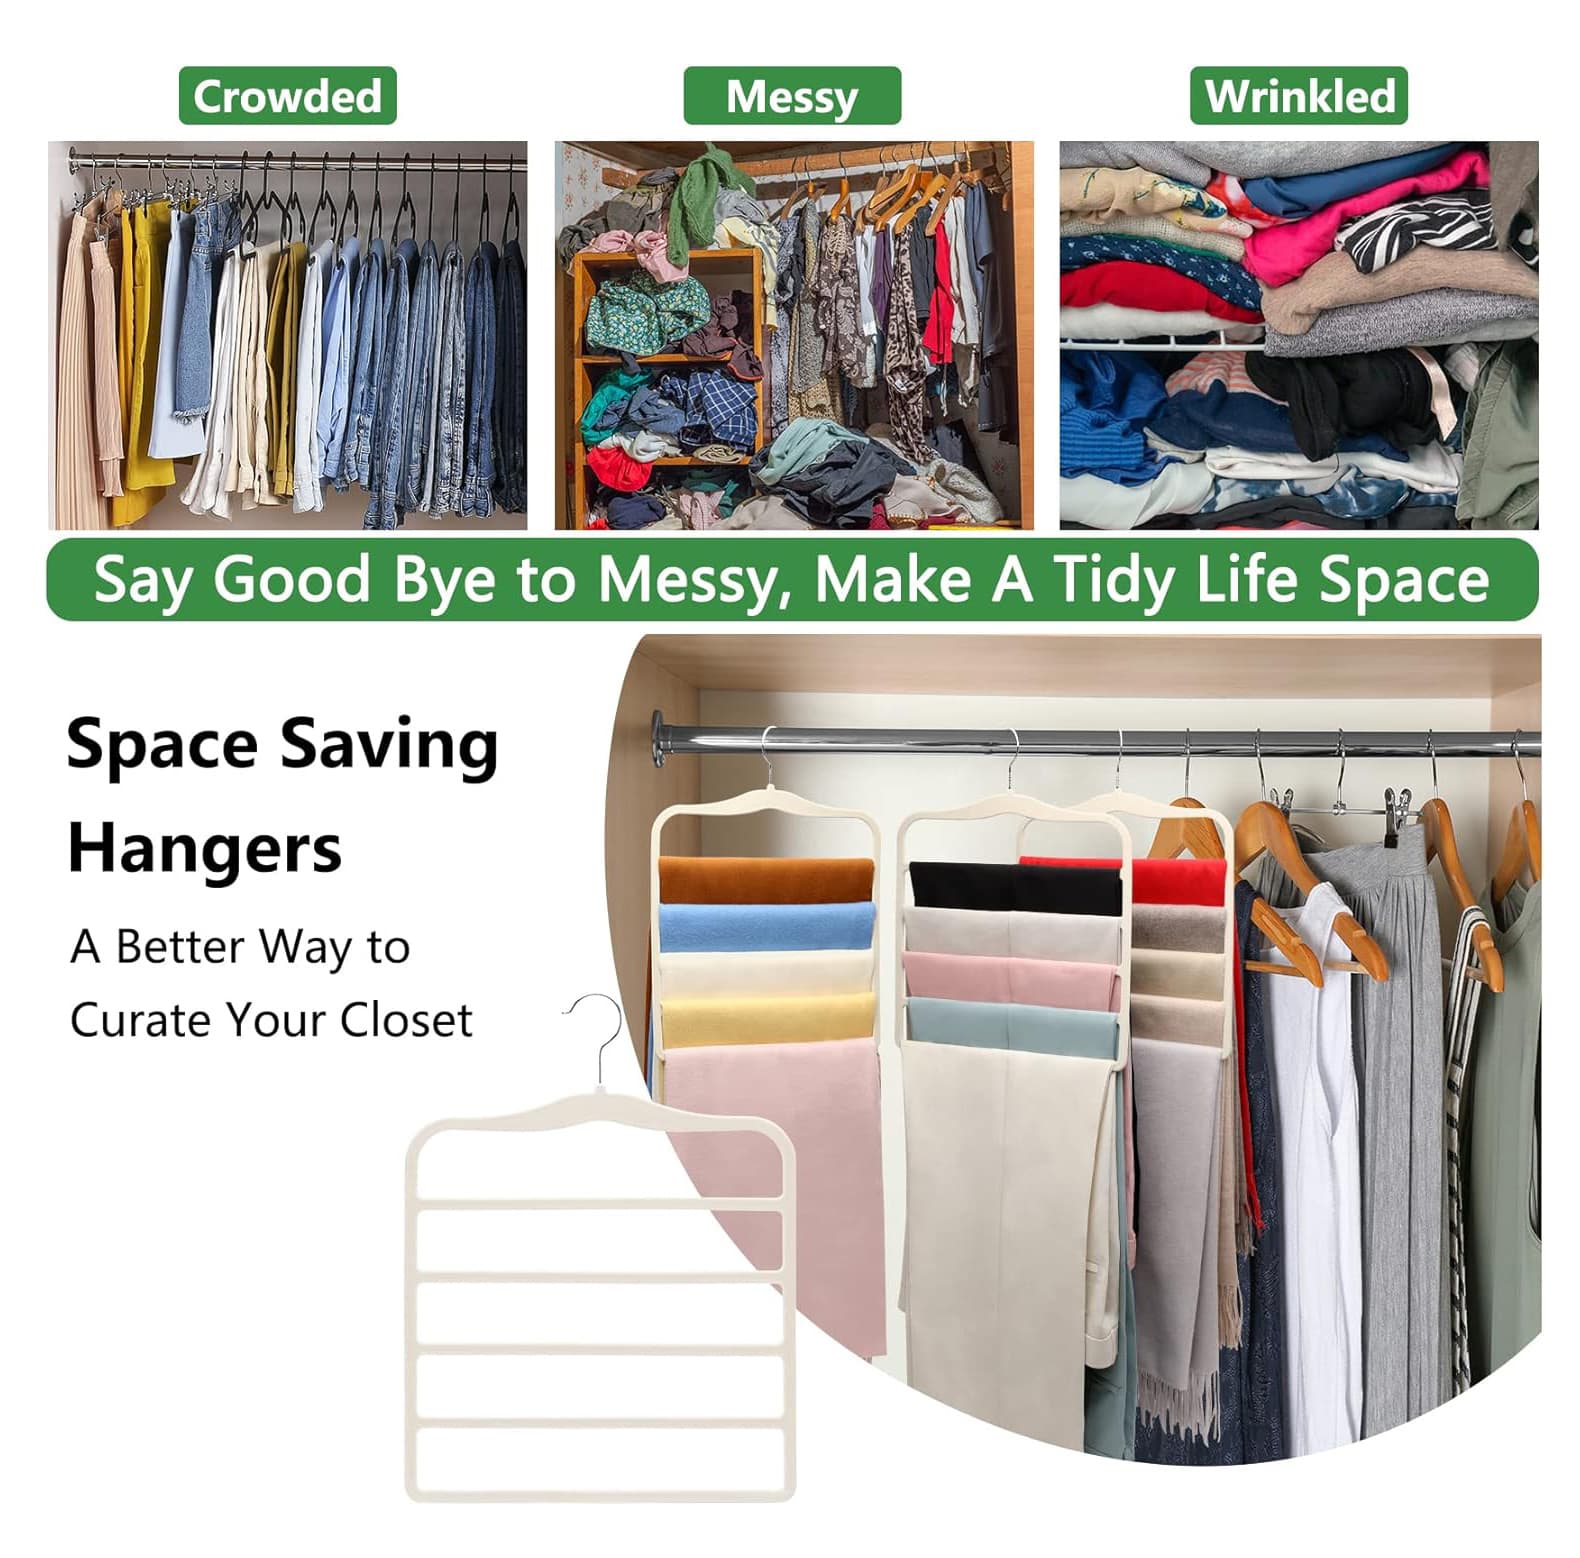 Crowded
Messy
Wrinkled
Say Good Bye to Messy, Make A Tidy Life Space
Space Saving
Hangers
A Better Way to
Curate Your Closet